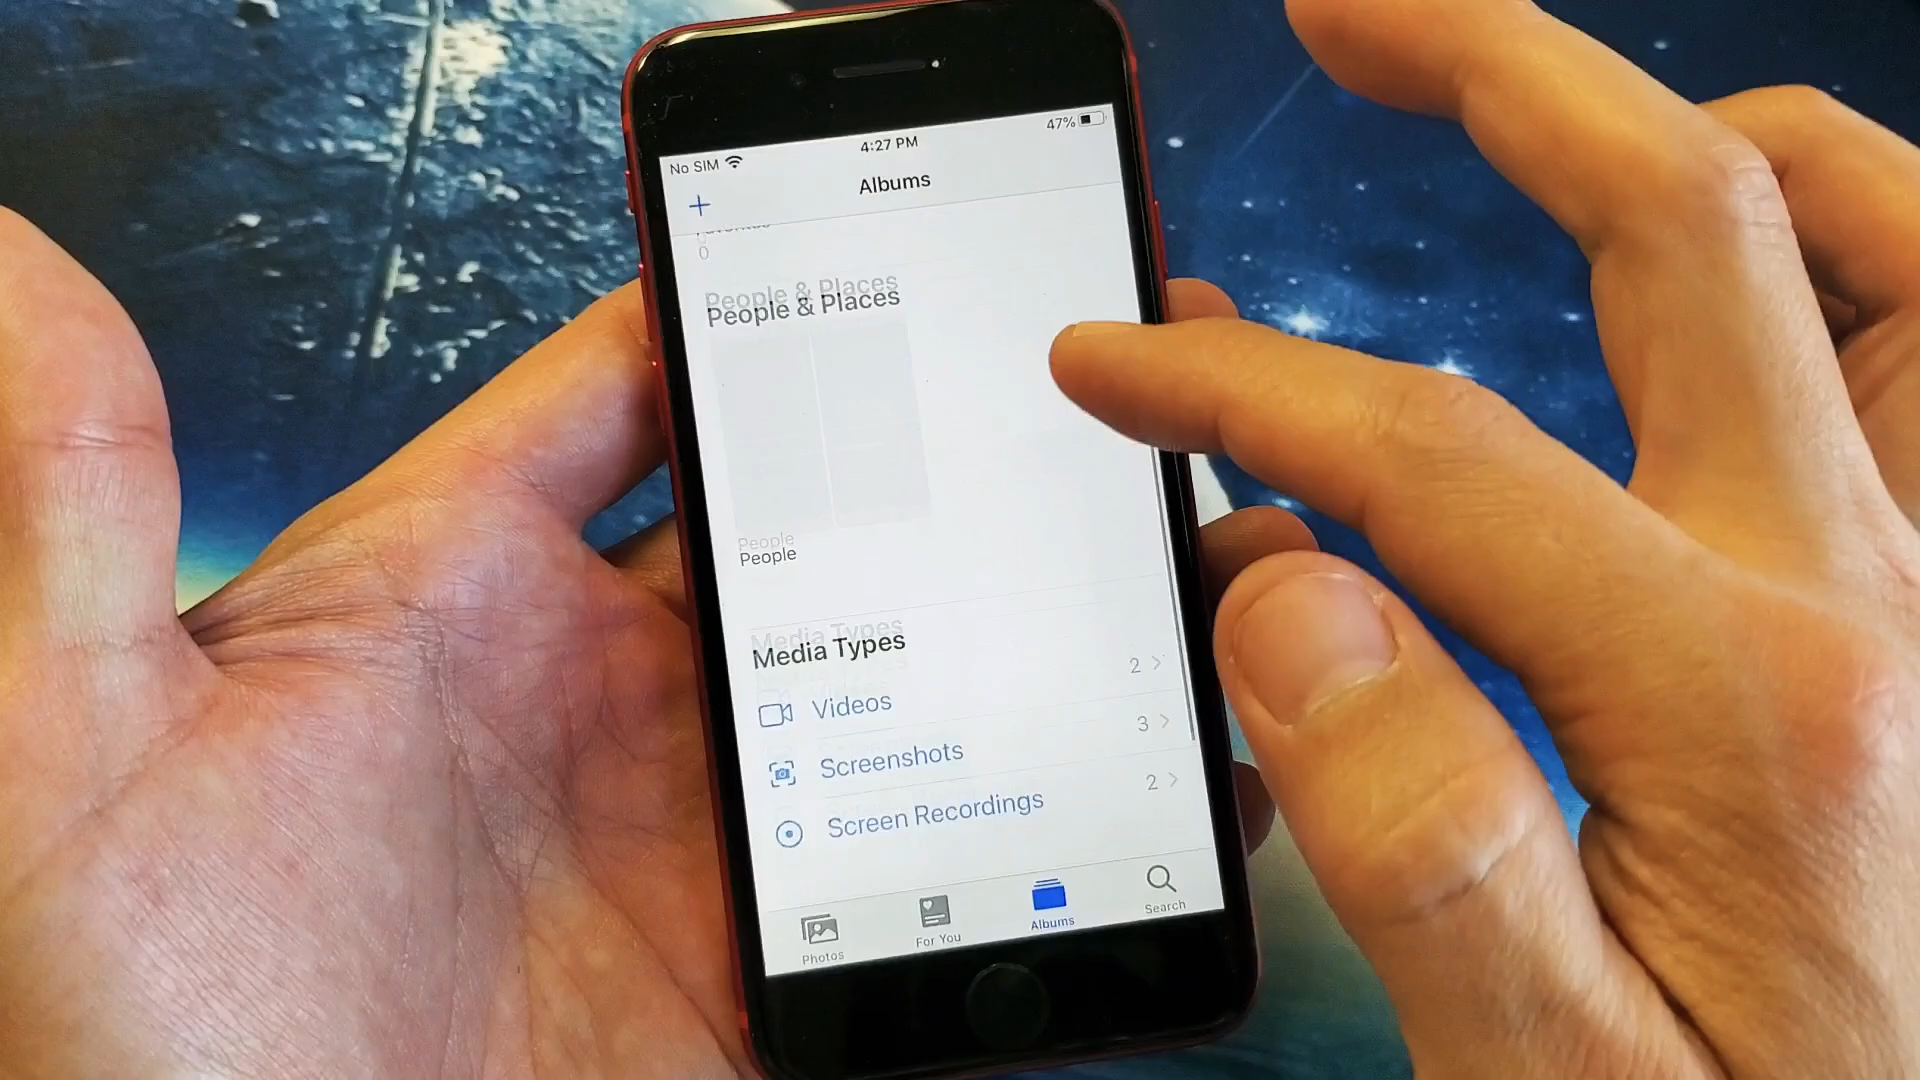 No SIM 4:27 PM 47%
+ Albums
0
People & Places
People
Media Types
Videos 2
Screenshots 3
Screen Recordings 2
Photos For You Albums Search